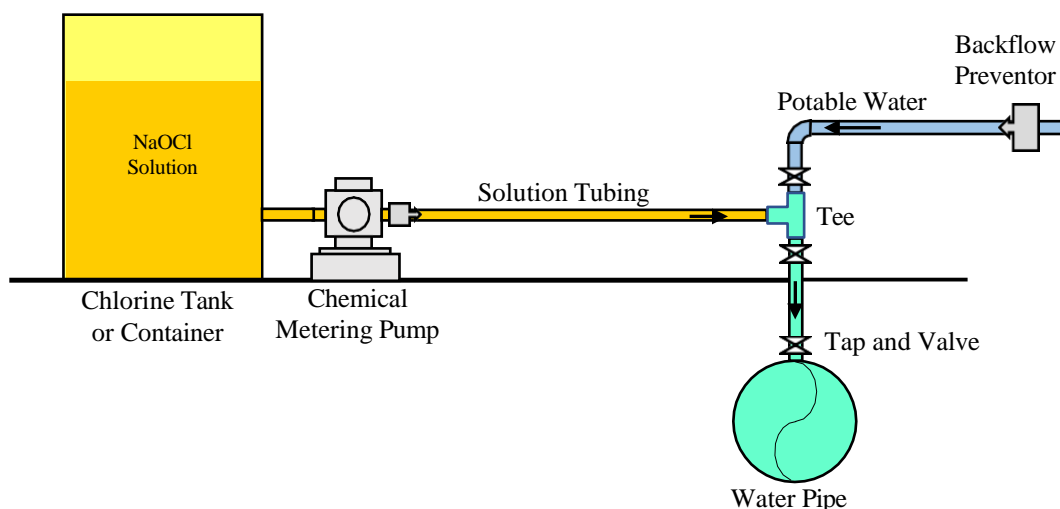 Backflow
Preventor
Potable Water
NaOCl
Solution
Solution Tubing
Tee
Chlorine Tank
or Container
Chemical
Metering Pump
Tap and Valve
Water Pipe